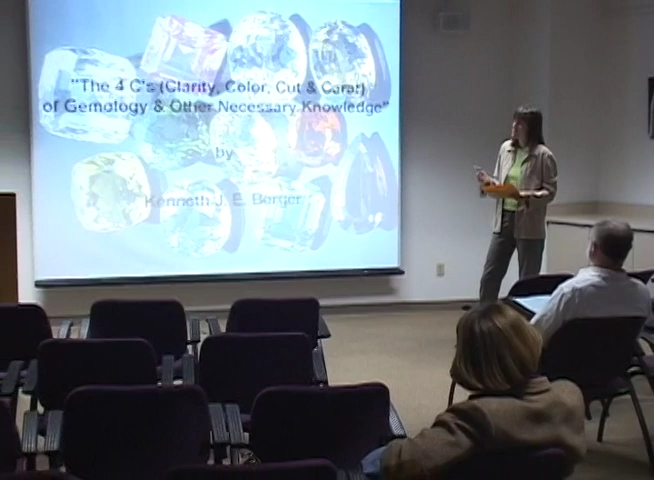 "The 4 C's (Clarity, Color, Cut & Carat)
of Gemology & Other Necessary Knowledge"
by
Kenneth J. E. Berger